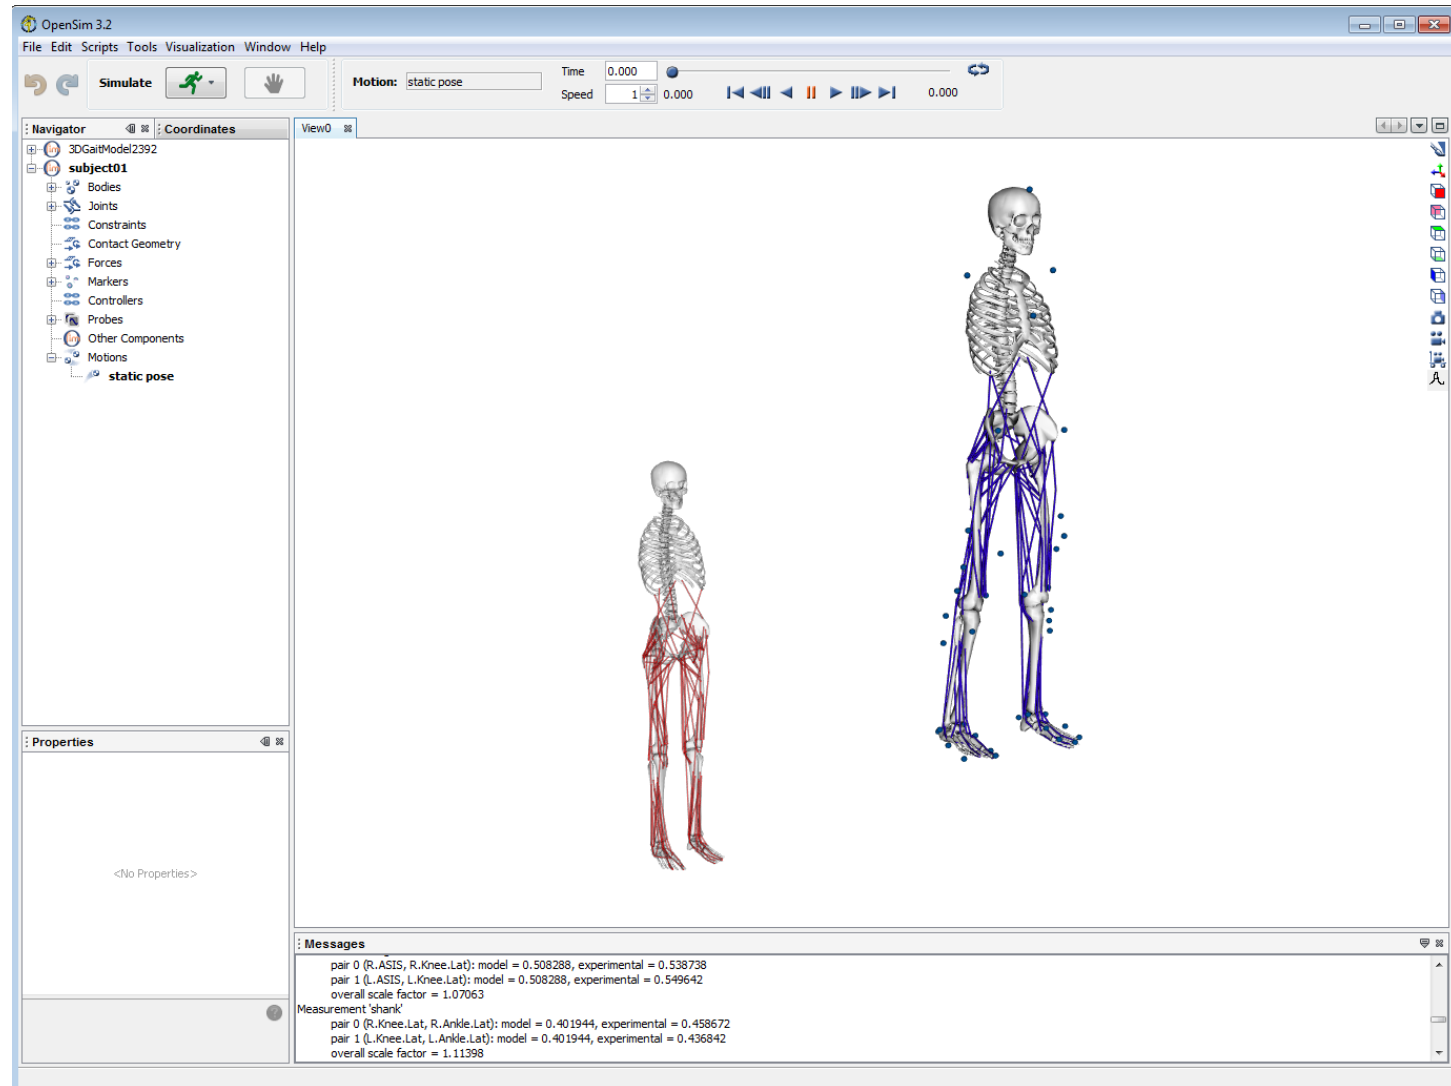 OpenSim 3.2
File Edit Scripts Tools Visualization Window Help
Simulate
Motion: static pose
Time 0.000
Speed 1 0.000
0.000
Navigator
Coordinates
View0
3DGaitModel2392
subject01
Bodies
Joints
Constraints
Contact Geometry
Forces
Markers
Controllers
Probes
Other Components
Motions
static pose
Properties
<No Properties>
Messages
pair 0 (R.ASIS, R.Knee.Lat): model = 0.508288, experimental = 0.538738
pair 1 (L.ASIS, L.Knee.Lat): model = 0.508288, experimental = 0.549642
overall scale factor = 1.07063
Measurement 'shank'
pair 0 (R.Knee.Lat, R.Ankle.Lat): model = 0.401944, experimental = 0.458672
pair 1 (L.Knee.Lat, L.Ankle.Lat): model = 0.401944, experimental = 0.436842
overall scale factor = 1.11398